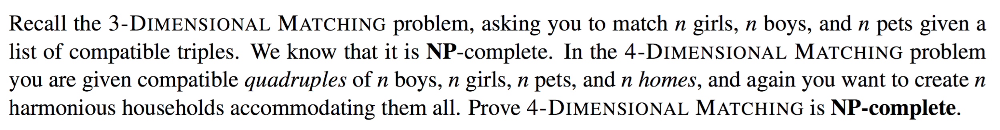 Recall the 3-DIMENSIONAL MATCHING problem, asking you to match n girls, n boys, and n pets given a
list of compatible triples. We know that it is NP-complete. In the 4-DIMENSIONAL MATCHING problem
you are given compatible quadruples of n boys, n girls, n pets, and n homes, and again you want to create n
harmonious households accommodating them all. Prove 4-DIMENSIONAL MATCHING is NP-complete.